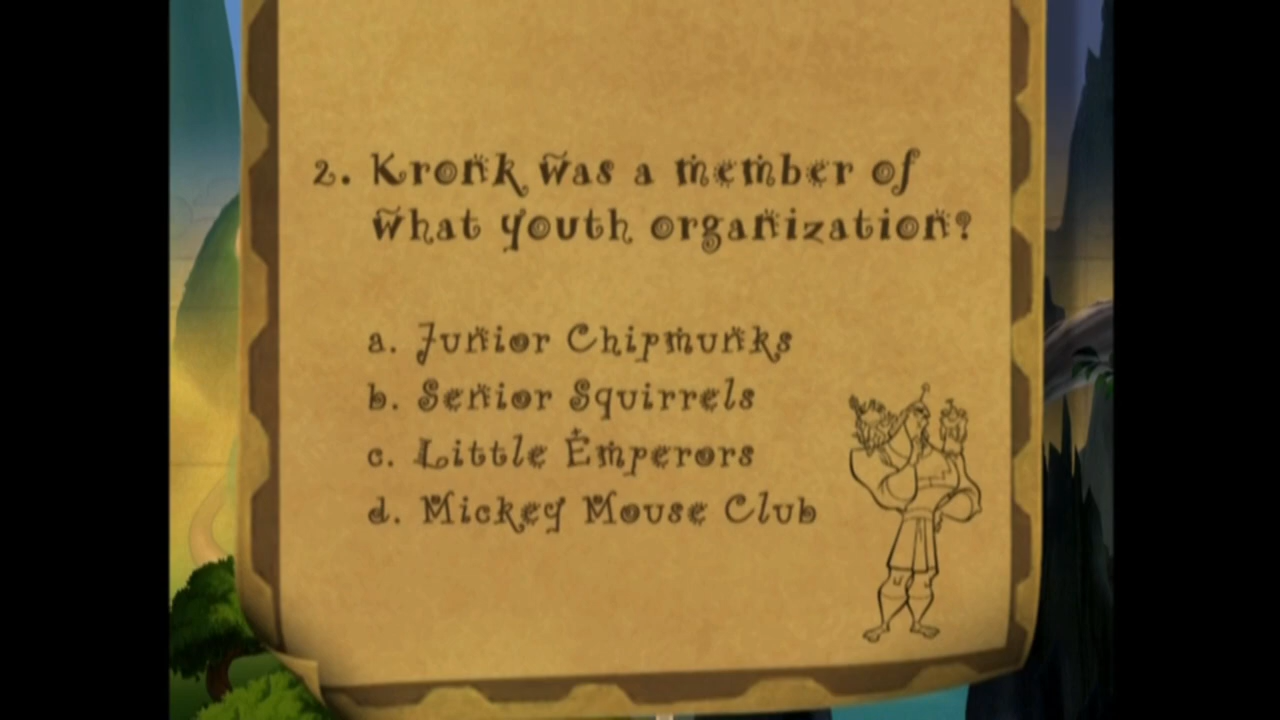 2. Kronk was a member of
what youth organization?
a. Junior Chipmunks
b. Senior Squirrels
c. Little Emperors
d. Mickey Mouse Club